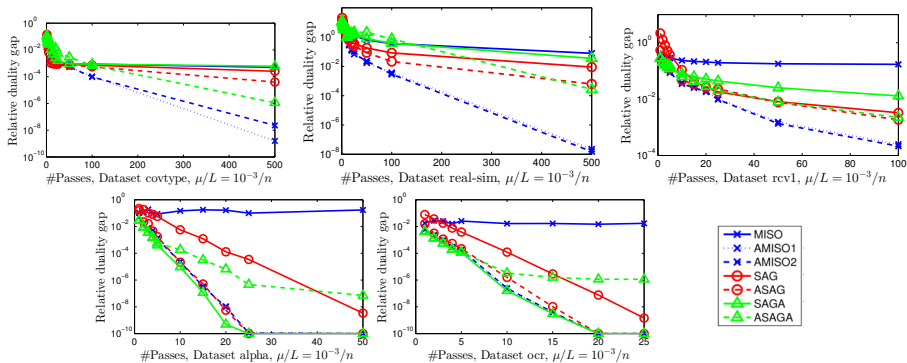 Relative duality gap
10^0
10^-2
10^-4
10^-6
10^-8
10^-10
0 100 200 300 400 500
#Passes, Dataset covtype, μ/L = 10^-3/n
Relative duality gap
10^0
10^-2
10^-4
10^-6
10^-8
0 100 200 300 400 500
#Passes, Dataset real-sim, μ/L = 10^-3/n
Relative duality gap
10^0
10^-2
10^-4
0 20 40 60 80 100
#Passes, Dataset rcv1, μ/L = 10^-3/n
Relative duality gap
10^0
10^-2
10^-4
10^-6
10^-8
10^-10
0 10 20 30 40 50
#Passes, Dataset alpha, μ/L = 10^-3/n
Relative duality gap
10^0
10^-2
10^-4
10^-6
10^-8
10^-10
0 5 10 15 20 25
#Passes, Dataset ocr, μ/L = 10^-3/n
MISO
AMISO1
AMISO2
SAG
ASAG
SAGA
ASAGA